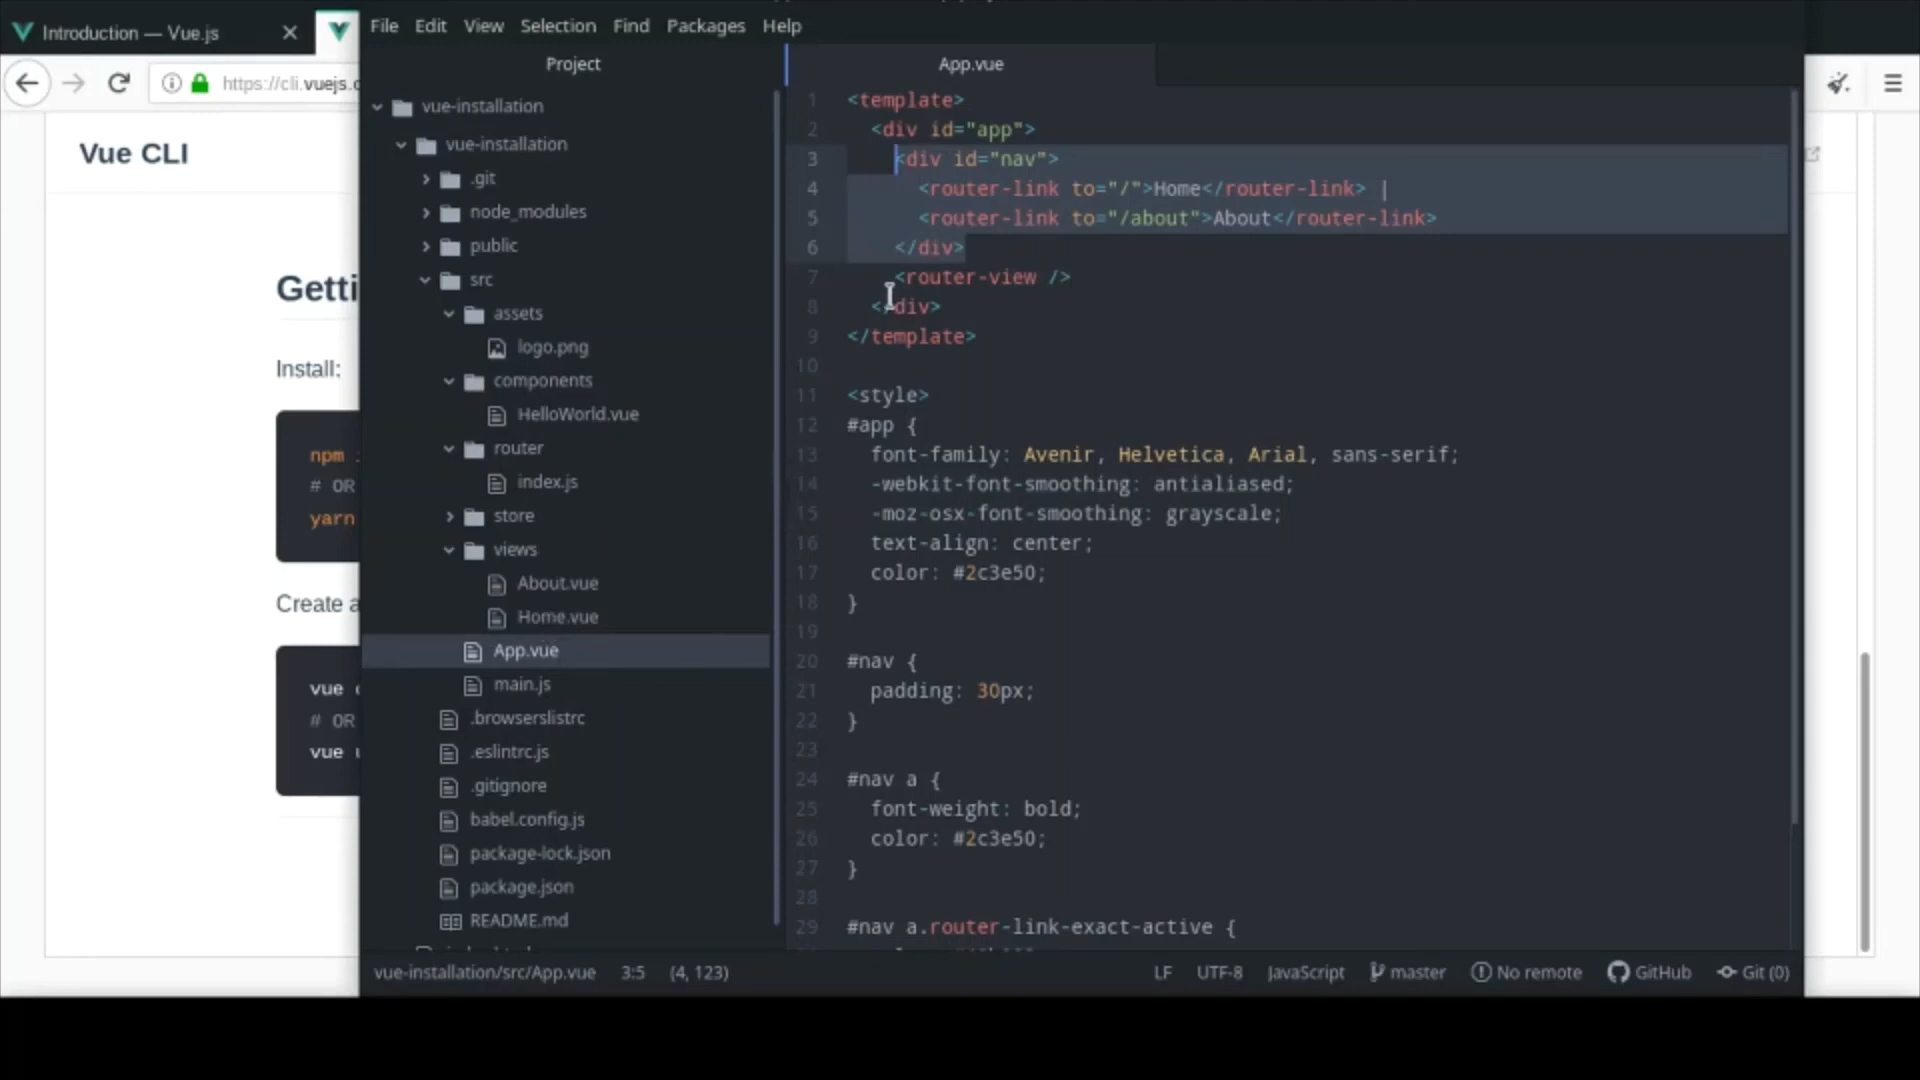 Introduction — Vue.js
https://cli.vuejs.
Vue CLI
Getti
Install:
npm
# OR
yarn
Create a
vue
# OR
vue
File Edit View Selection Find Packages Help
Project
vue-installation
vue-installation
.git
node_modules
public
src
assets
logo.png
components
HelloWorld.vue
router
index.js
store
views
About.vue
Home.vue
App.vue
main.js
.browserslistrc
.eslintrc.js
.gitignore
babel.config.js
package-lock.json
package.json
README.md
App.vue
1 <template>
2 <div id="app">
3 <div id="nav">
4 <router-link to="/">Home</router-link> |
5 <router-link to="/about">About</router-link>
6 </div>
7 <router-view />
8 </div>
9 </template>
10
11 <style>
12 #app {
13 font-family: Avenir, Helvetica, Arial, sans-serif;
14 -webkit-font-smoothing: antialiased;
15 -moz-osx-font-smoothing: grayscale;
16 text-align: center;
17 color: #2c3e50;
18 }
19
20 #nav {
21 padding: 30px;
22 }
23
24 #nav a {
25 font-weight: bold;
26 color: #2c3e50;
27 }
28
29 #nav a.router-link-exact-active {
vue-installation/src/App.vue 3:5 (4, 123) LF UTF-8 JavaScript master No remote GitHub Git (0)